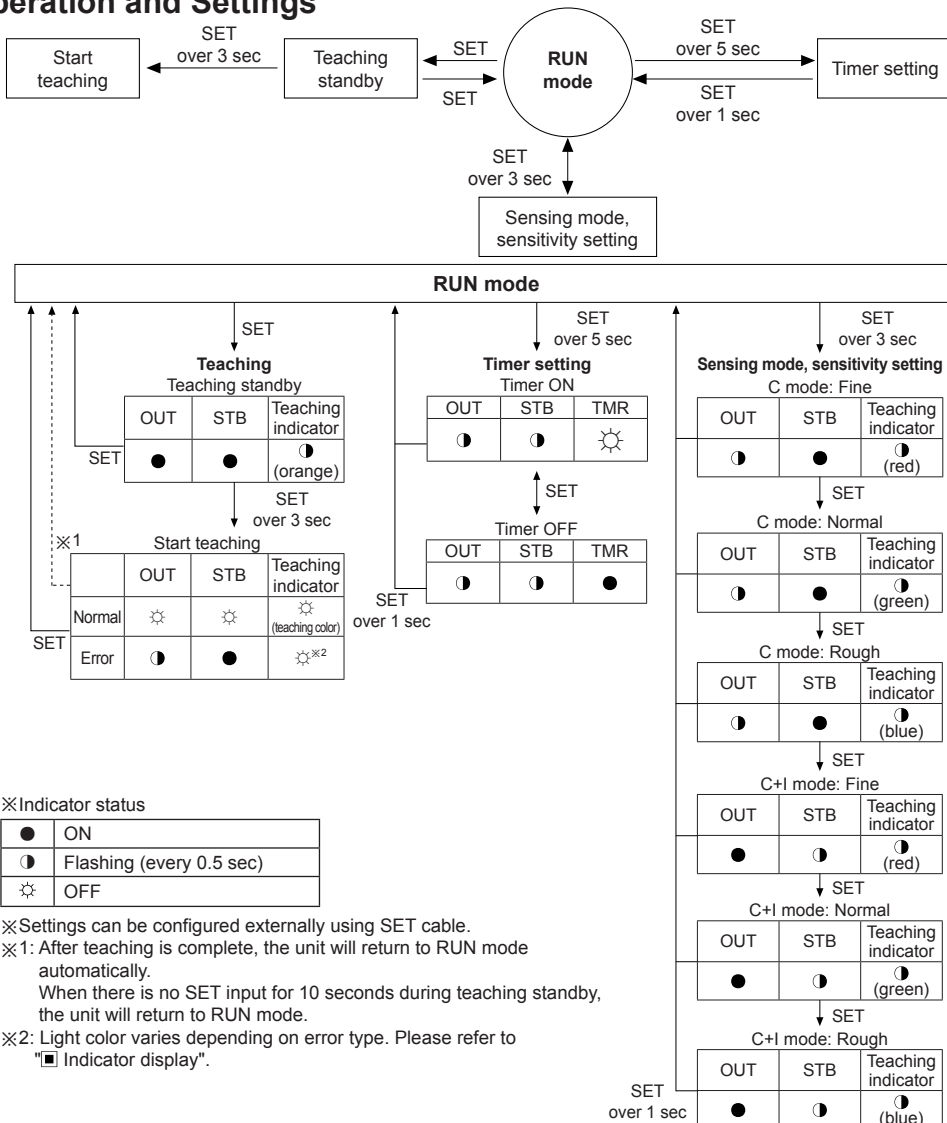 peration and Settings
SET
over 3 sec
Start
teaching
Teaching
standby
SET
SET
RUN
mode
SET
over 5 sec
SET
over 1 sec
Timer setting
SET
over 3 sec
Sensing mode,
sensitivity setting
RUN mode
SET
Teaching
Teaching standby
OUT STB Teaching indicator
● ● ◑ (orange)
SET
SET
over 3 sec
※1
Start teaching
OUT STB Teaching indicator
Normal ☼ ☼ ☼ (teaching color)
Error ◑ ● ☼※2
SET
SET
over 5 sec
Timer setting
Timer ON
OUT STB TMR
◑ ◑ ☼
SET
Timer OFF
OUT STB TMR
◑ ◑ ●
SET
over 1 sec
SET
over 3 sec
Sensing mode, sensitivity setting
C mode: Fine
OUT STB Teaching indicator
◑ ● ◑ (red)
SET
C mode: Normal
OUT STB Teaching indicator
◑ ● ◑ (green)
SET
C mode: Rough
OUT STB Teaching indicator
◑ ● ◑ (blue)
SET
C+I mode: Fine
OUT STB Teaching indicator
● ◑ ◑ (red)
SET
C+I mode: Normal
OUT STB Teaching indicator
● ◑ ◑ (green)
SET
C+I mode: Rough
OUT STB Teaching indicator
● ◑ ◑ (blue)
SET
over 1 sec
※Indicator status
● ON
◑ Flashing (every 0.5 sec)
☼ OFF
※Settings can be configured externally using SET cable.
※1: After teaching is complete, the unit will return to RUN mode
automatically.
When there is no SET input for 10 seconds during teaching standby,
the unit will return to RUN mode.
※2: Light color varies depending on error type. Please refer to
"▣ Indicator display".